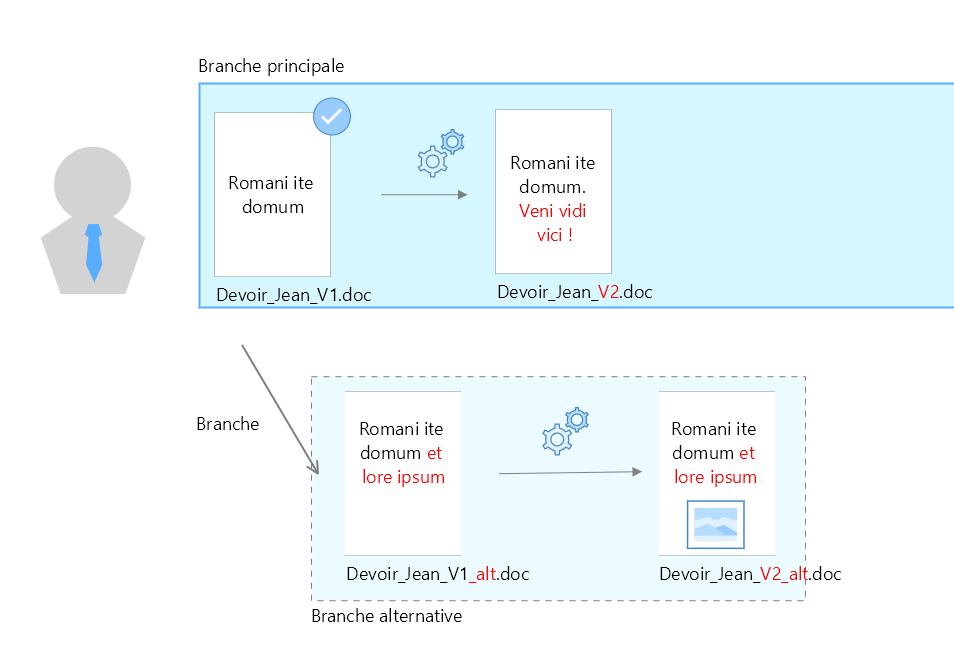 Branche principale
Romani ite
domum
Devoir_Jean_V1.doc
Romani ite
domum.
Veni vidi
vici !
Devoir_Jean_V2.doc
Branche
Romani ite
domum et
lore ipsum
Devoir_Jean_V1_alt.doc
Romani ite
domum et
lore ipsum
Devoir_Jean_V2_alt.doc
Branche alternative